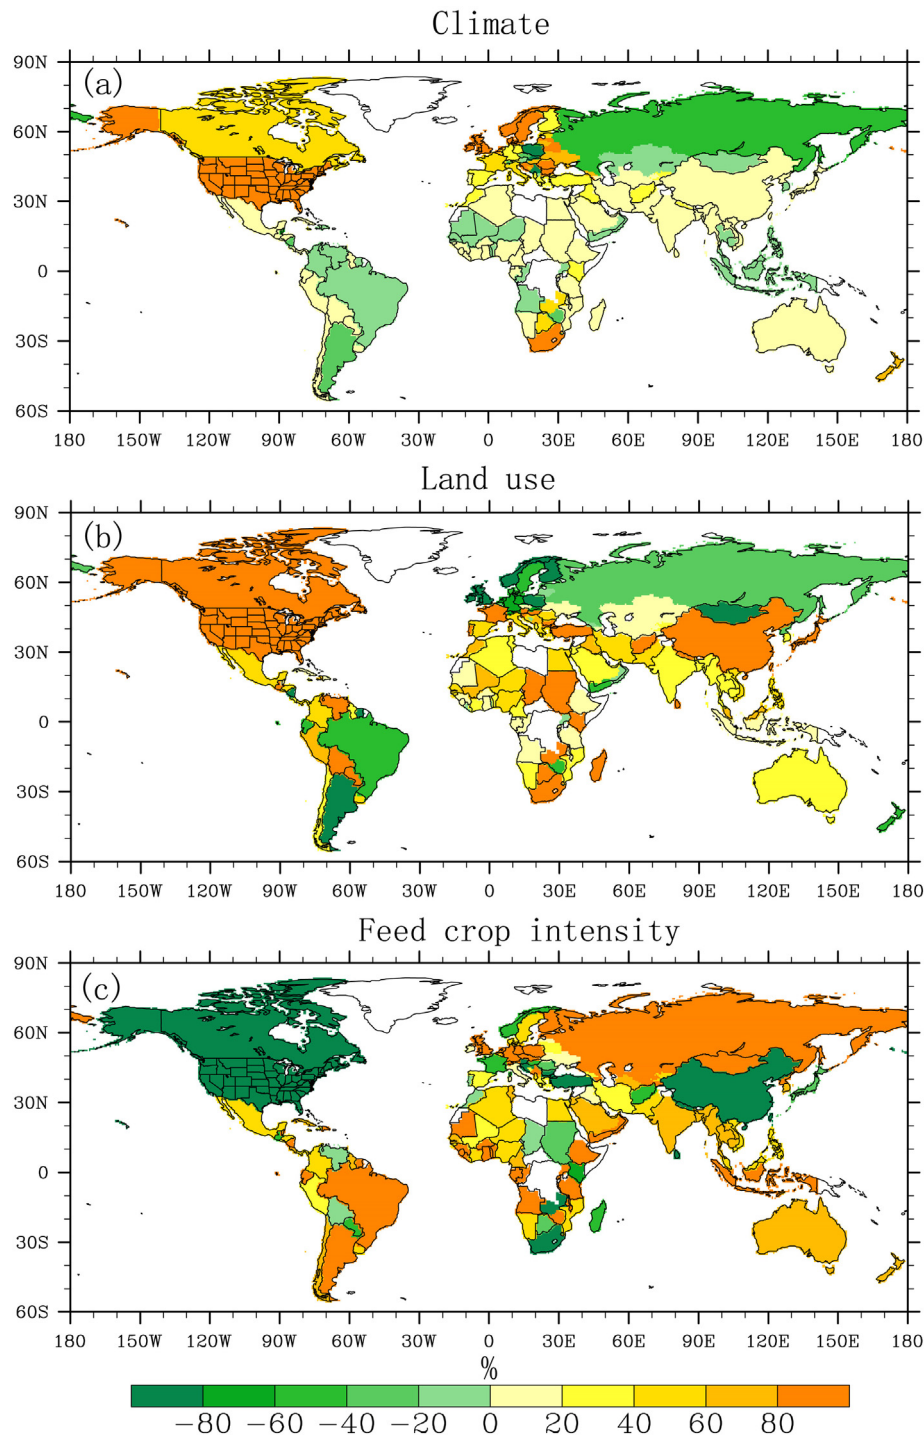 Climate
(a)
90N
60N
30N
0
30S
60S
180 150W 120W 90W 60W 30W 0 30E 60E 90E 120E 150E 180
Land use
(b)
90N
60N
30N
0
30S
60S
180 150W 120W 90W 60W 30W 0 30E 60E 90E 120E 150E 180
Feed crop intensity
(c)
90N
60N
30N
0
30S
60S
180 150W 120W 90W 60W 30W 0 30E 60E 90E 120E 150E 180
%
−80 −60 −40 −20 0 20 40 60 80